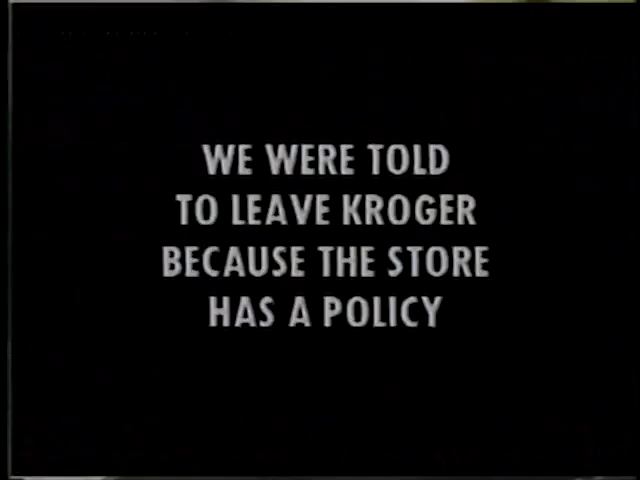 WE WERE TOLD
TO LEAVE KROGER
BECAUSE THE STORE
HAS A POLICY